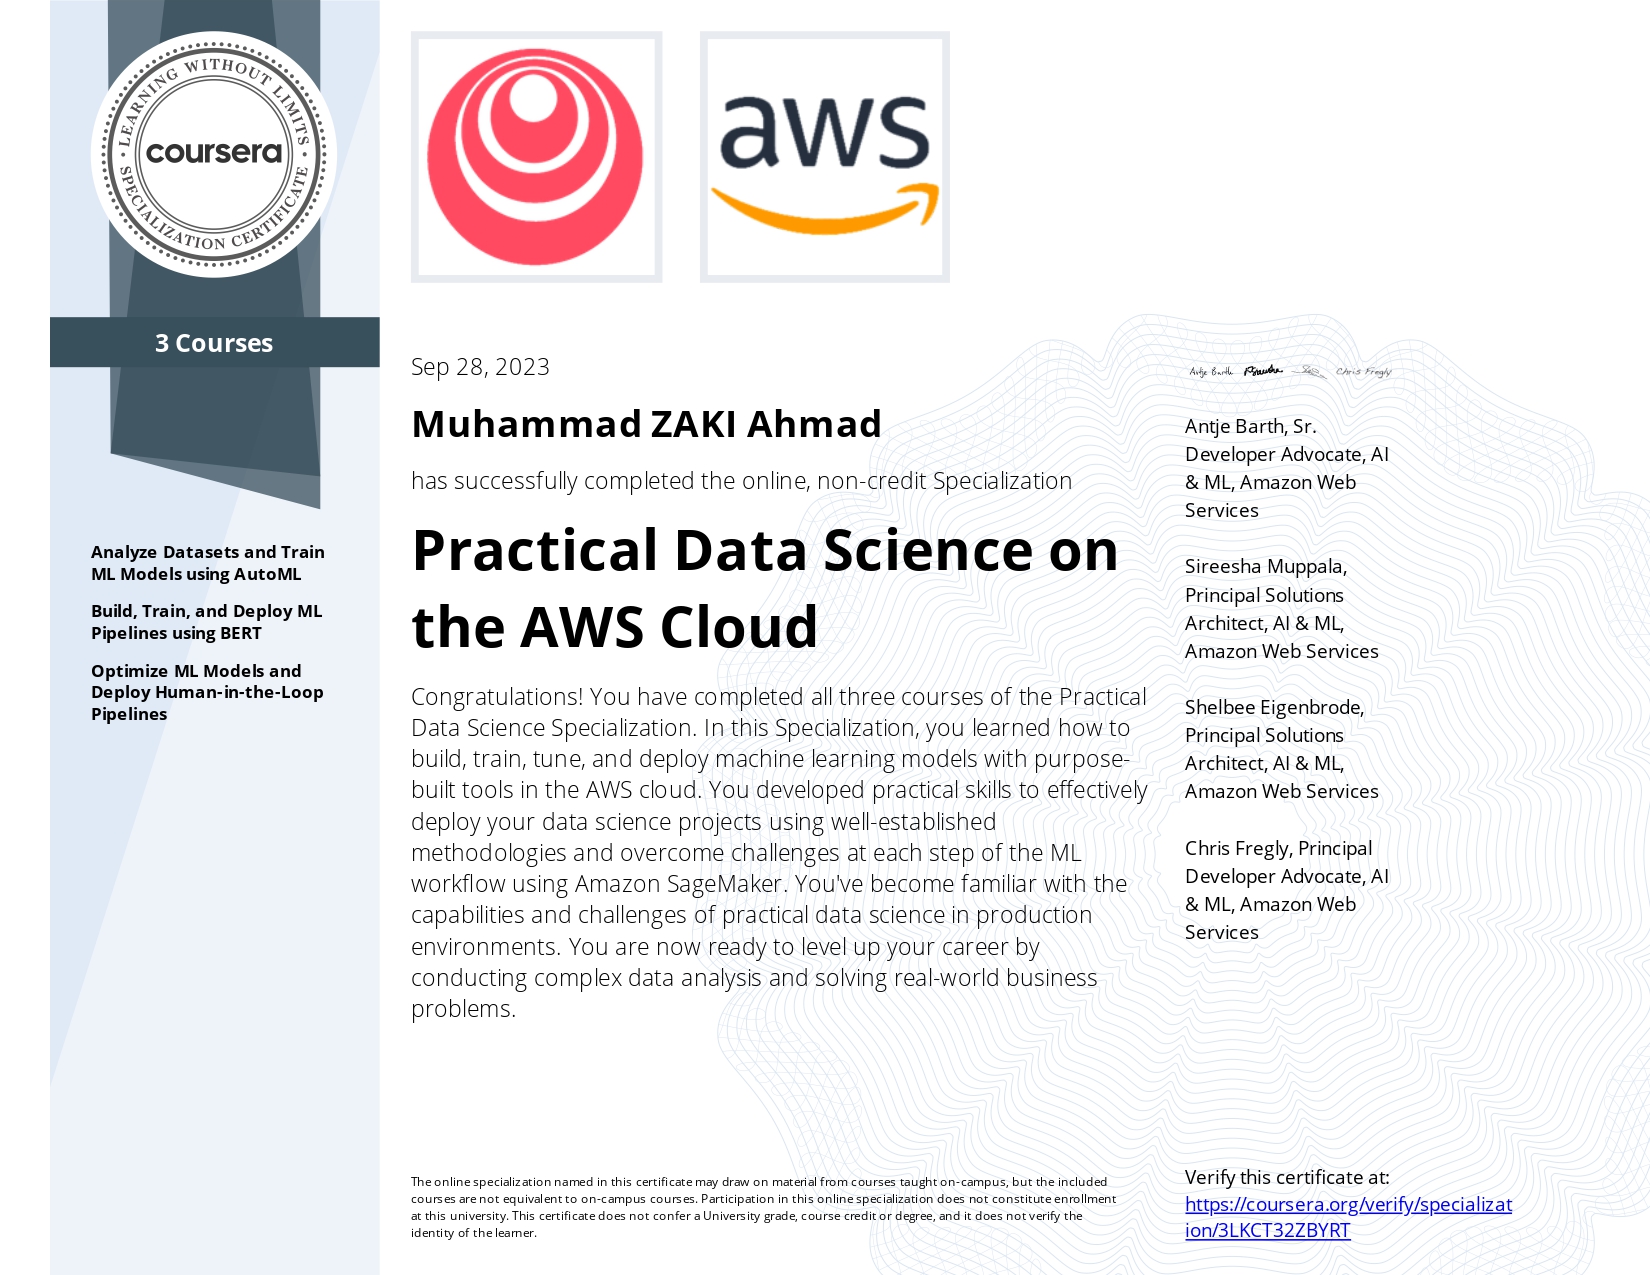 LEARNING WITHOUT LIMITS
coursera
SPECIALIZATION CERTIFICATE
3 Courses
Analyze Datasets and Train
ML Models using AutoML
Build, Train, and Deploy ML
Pipelines using BERT
Optimize ML Models and
Deploy Human-in-the-Loop
Pipelines
aws
Sep 28, 2023
Muhammad ZAKI Ahmad
has successfully completed the online, non-credit Specialization
Practical Data Science on
the AWS Cloud
Congratulations! You have completed all three courses of the Practical
Data Science Specialization. In this Specialization, you learned how to
build, train, tune, and deploy machine learning models with purpose-
built tools in the AWS cloud. You developed practical skills to effectively
deploy your data science projects using well-established
methodologies and overcome challenges at each step of the ML
workflow using Amazon SageMaker. You've become familiar with the
capabilities and challenges of practical data science in production
environments. You are now ready to level up your career by
conducting complex data analysis and solving real-world business
problems.
The online specialization named in this certificate may draw on material from courses taught on-campus, but the included
courses are not equivalent to on-campus courses. Participation in this online specialization does not constitute enrollment
at this university. This certificate does not confer a University grade, course credit or degree, and it does not verify the
identity of the learner.
Antje Barth Chris Fregly
Antje Barth, Sr.
Developer Advocate, AI
& ML, Amazon Web
Services
Sireesha Muppala,
Principal Solutions
Architect, AI & ML,
Amazon Web Services
Shelbee Eigenbrode,
Principal Solutions
Architect, AI & ML,
Amazon Web Services
Chris Fregly, Principal
Developer Advocate, AI
& ML, Amazon Web
Services
Verify this certificate at:
https://coursera.org/verify/specializat
ion/3LKCT32ZBYRT